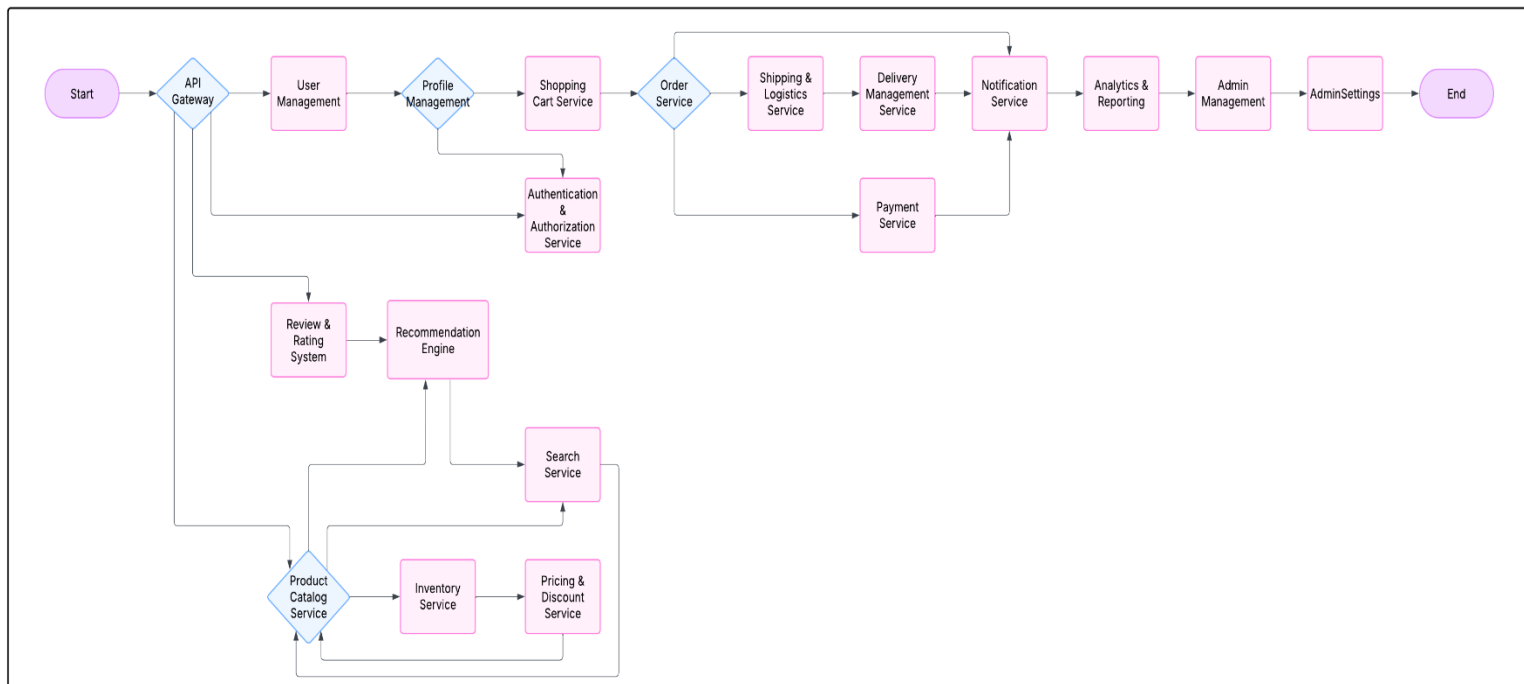 Start
API
Gateway
User
Management
Profile
Management
Shopping
Cart Service
Order
Service
Shipping &
Logistics
Service
Delivery
Management
Service
Notification
Service
Analytics &
Reporting
Admin
Management
AdminSettings
End
Authentication
&
Authorization
Service
Payment
Service
Review &
Rating
System
Recommendation
Engine
Search
Service
Product
Catalog
Service
Inventory
Service
Pricing &
Discount
Service